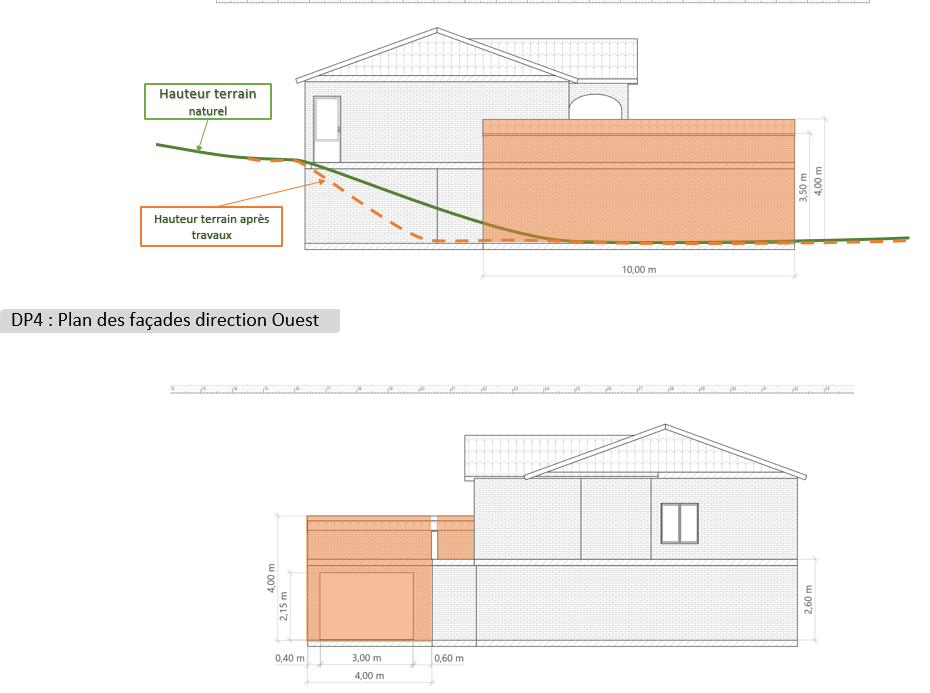 Hauteur terrain
naturel
Hauteur terrain après
travaux
3,50 m
4,00 m
10,00 m
DP4 : Plan des façades direction Ouest
4,00 m
2,15 m
2,60 m
0,40 m
3,00 m
0,60 m
4,00 m